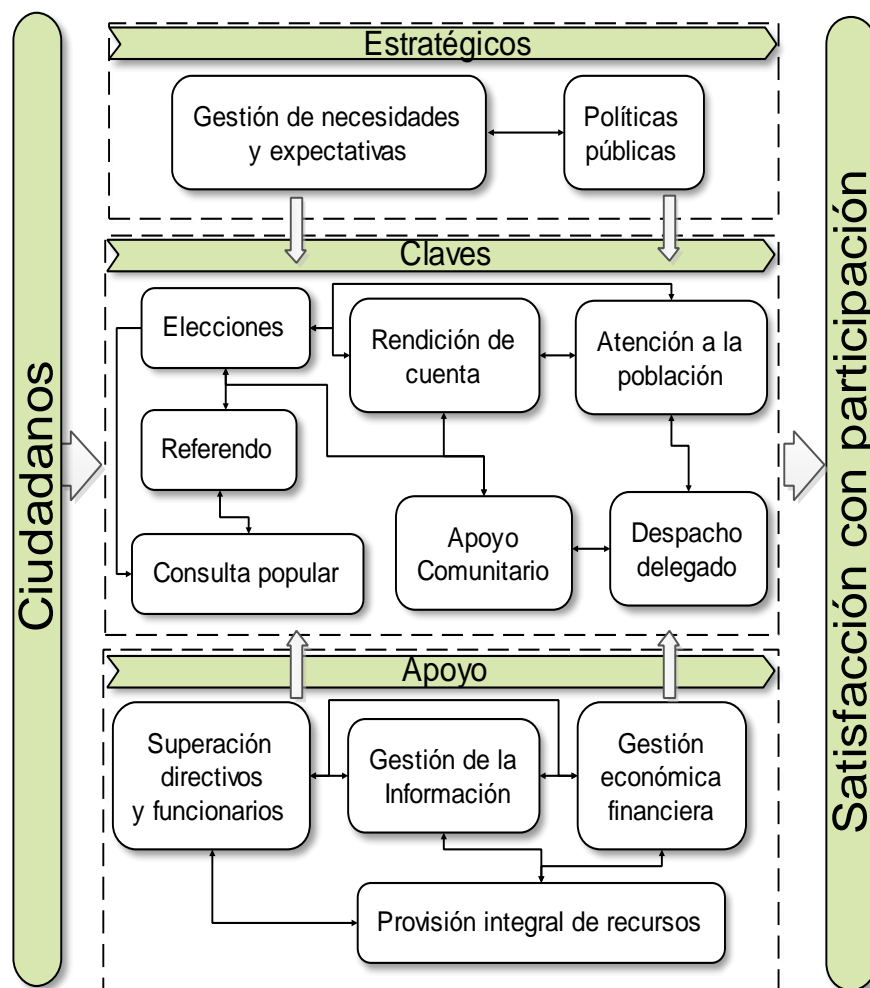 Ciudadanos
Estratégicos
Gestión de necesidades
y expectativas
Políticas
públicas
Claves
Elecciones
Rendición de
cuenta
Atención a la
población
Referendo
Consulta popular
Apoyo
Comunitario
Despacho
delegado
Apoyo
Superación
directivos
y funcionarios
Gestión de la
Información
Gestión
económica
financiera
Provisión integral de recursos
Satisfacción con participación